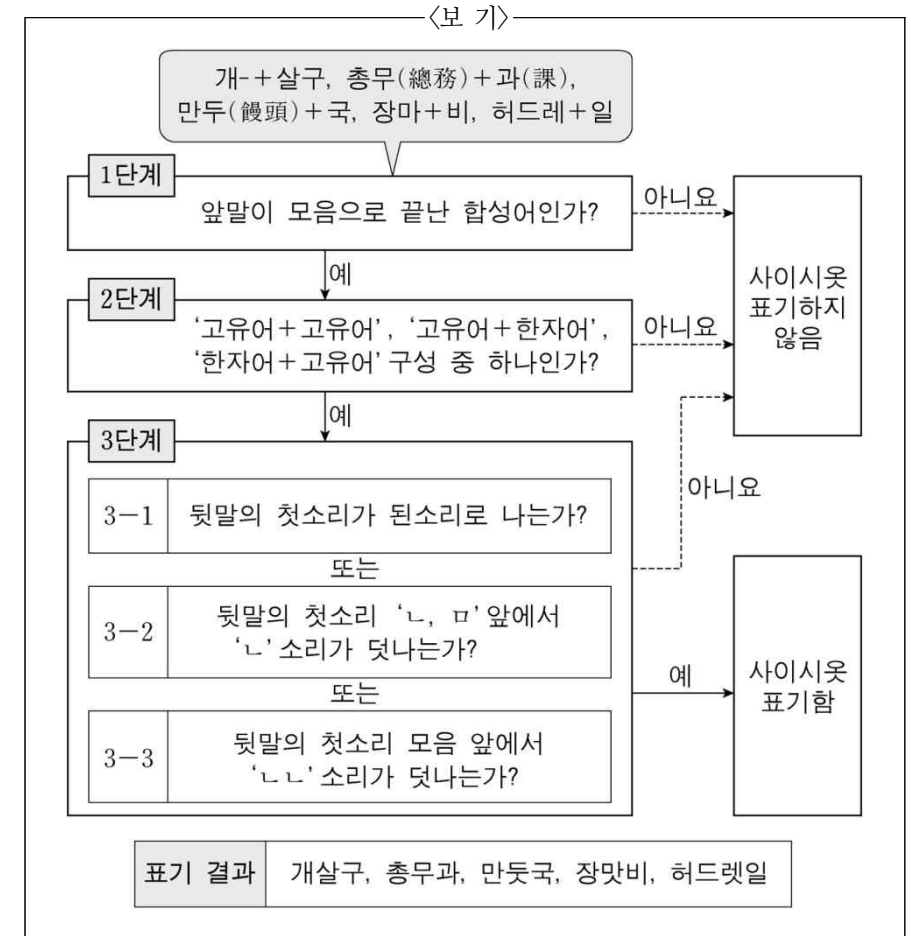 〈보 기〉
개-＋살구, 총무(總務)＋과(課),
만두(饅頭)＋국, 장마＋비, 허드레＋일
1단계
앞말이 모음으로 끝난 합성어인가?
아니요
예
2단계
‘고유어＋고유어’, ‘고유어＋한자어’,
‘한자어＋고유어’ 구성 중 하나인가?
아니요
사이시옷
표기하지
않음
예
3단계
3－1 뒷말의 첫소리가 된소리로 나는가?
또는
3－2 뒷말의 첫소리 ‘ㄴ, ㅁ’ 앞에서
‘ㄴ’ 소리가 덧나는가?
또는
3－3 뒷말의 첫소리 모음 앞에서
‘ㄴㄴ’ 소리가 덧나는가?
아니요
예
사이시옷
표기함
표기 결과 개살구, 총무과, 만둣국, 장맛비, 허드렛일